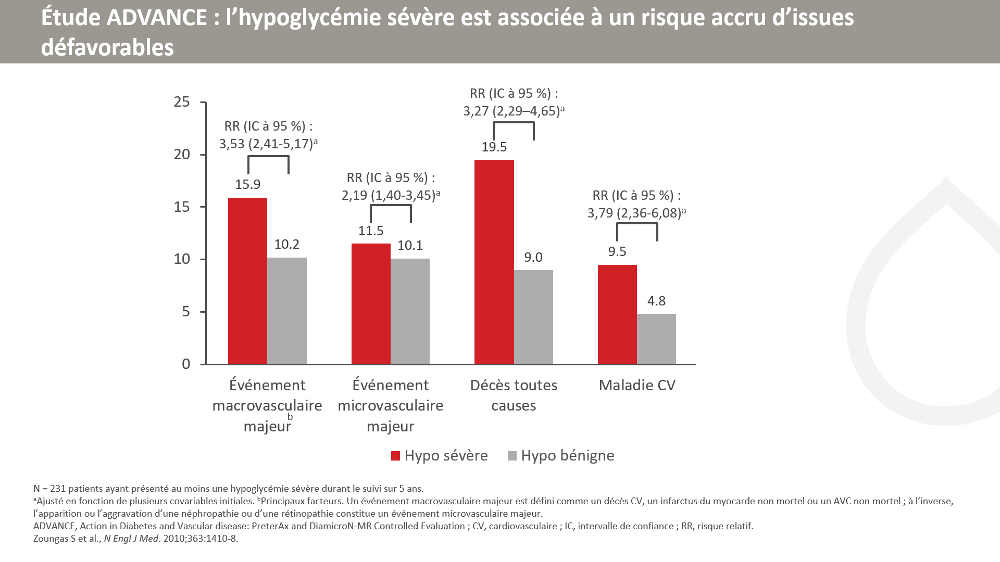 Étude ADVANCE : l’hypoglycémie sévère est associée à un risque accru d’issues
défavorables
RR (IC à 95 %) :
3,53 (2,41-5,17)ᵃ
RR (IC à 95 %) :
2,19 (1,40-3,45)ᵃ
RR (IC à 95 %) :
3,27 (2,29–4,65)ᵃ
RR (IC à 95 %) :
3,79 (2,36-6,08)ᵃ
25
20
15
10
5
0
15.9
10.2
11.5
10.1
19.5
9.0
9.5
4.8
Événement
macrovasculaire
majeurᵇ
Événement
microvasculaire
majeur
Décès toutes
causes
Maladie CV
Hypo sévère
Hypo bénigne
N = 231 patients ayant présenté au moins une hypoglycémie sévère durant le suivi sur 5 ans.
ᵃAjusté en fonction de plusieurs covariables initiales. ᵇPrincipaux facteurs. Un événement macrovasculaire majeur est défini comme un décès CV, un infarctus du myocarde non mortel ou un AVC non mortel ; à l’inverse,
l’apparition ou l’aggravation d’une néphropathie ou d’une rétinopathie constitue un événement microvasculaire majeur.
ADVANCE, Action in Diabetes and Vascular disease: PreterAx and DiamicroN-MR Controlled Evaluation ; CV, cardiovasculaire ; IC, intervalle de confiance ; RR, risque relatif.
Zoungas S et al., N Engl J Med. 2010;363:1410-8.